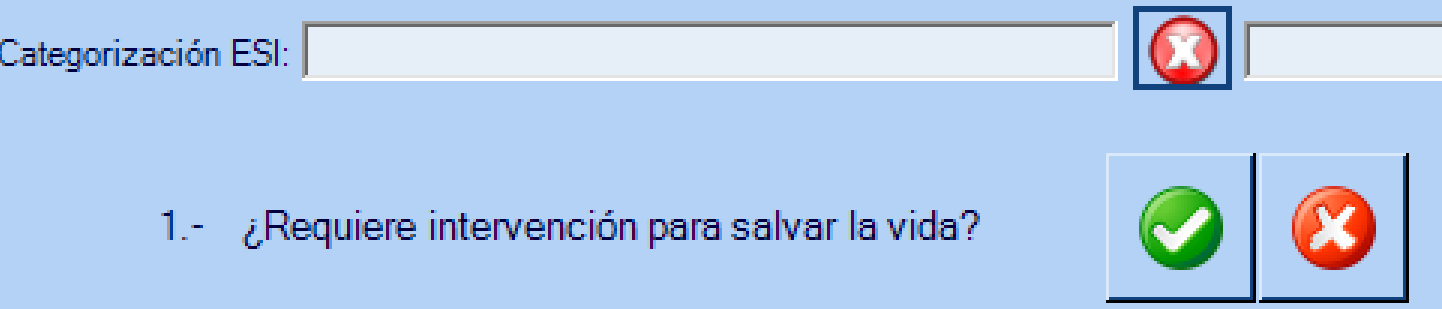 Categorización ESI:
1.- ¿Requiere intervención para salvar la vida?